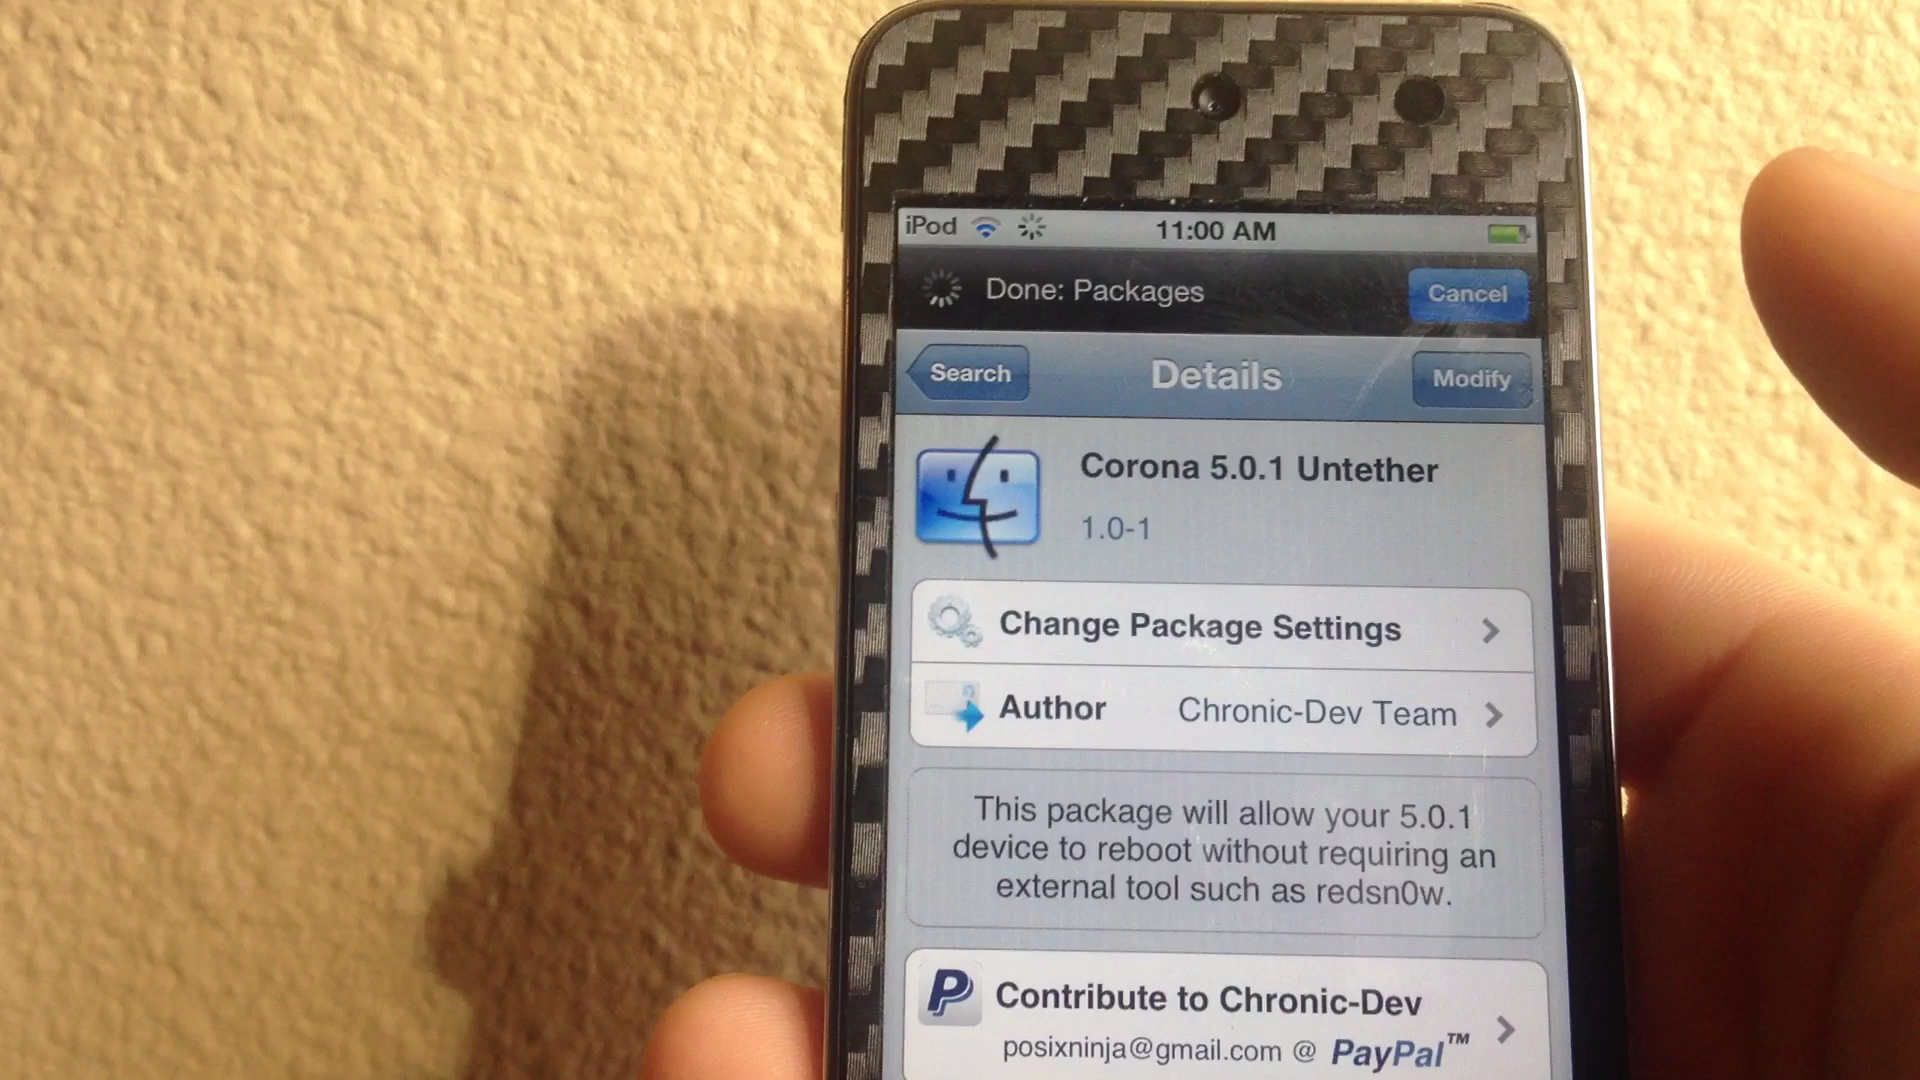 iPod 11:00 AM
Done: Packages Cancel
Search Details Modify
Corona 5.0.1 Untether
1.0-1
Change Package Settings
Author Chronic-Dev Team
This package will allow your 5.0.1
device to reboot without requiring an
external tool such as redsn0w.
Contribute to Chronic-Dev
posixninja@gmail.com @ PayPal™